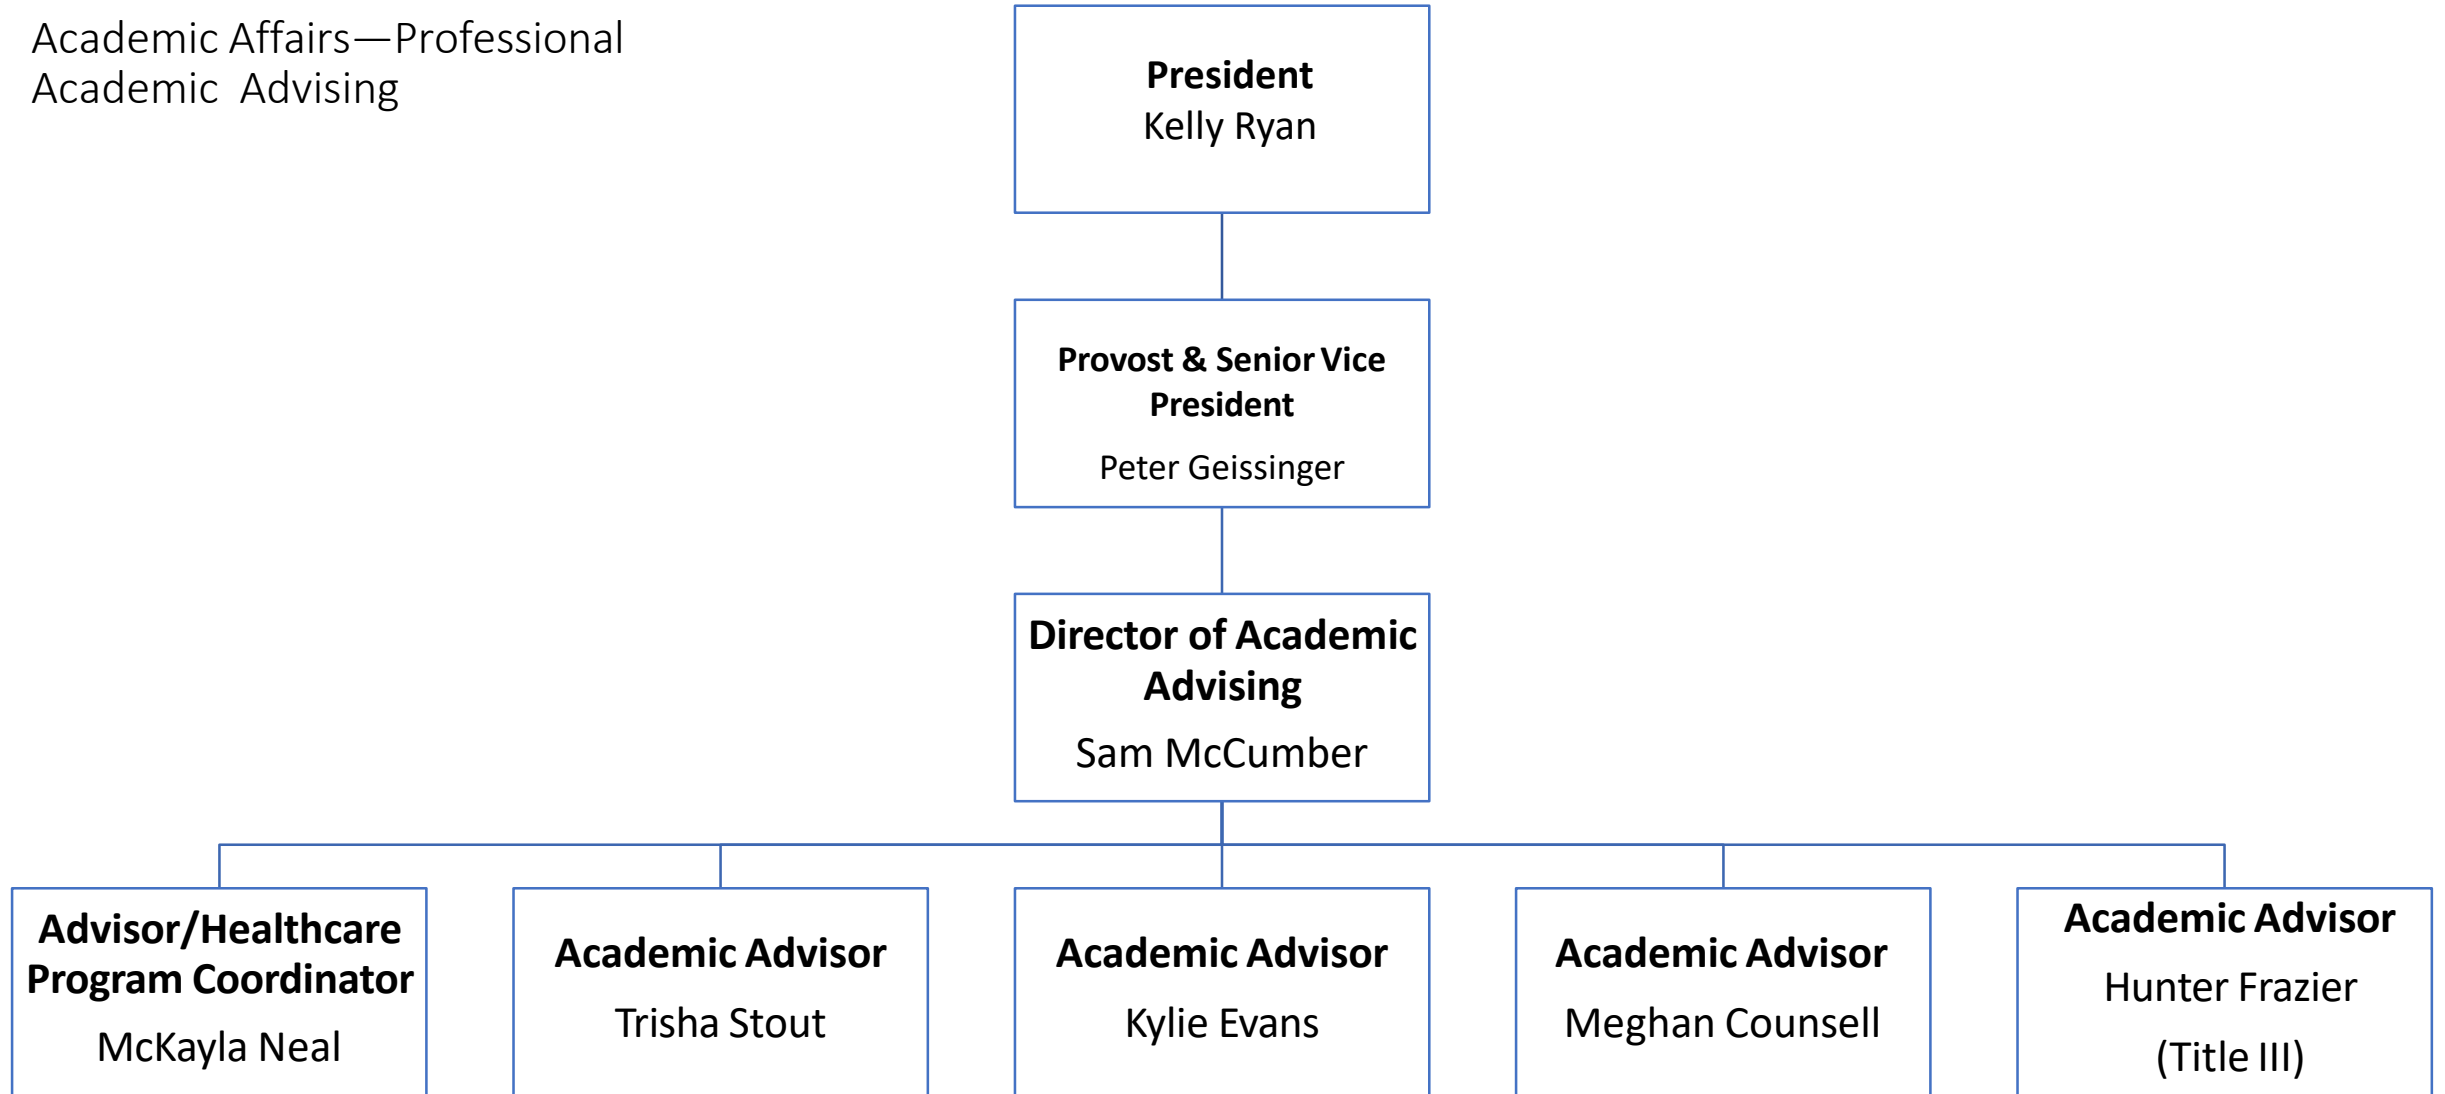 Academic Affairs—Professional
Academic Advising
President
Kelly Ryan
Provost & Senior Vice
President
Peter Geissinger
Director of Academic
Advising
Sam McCumber
Advisor/Healthcare
Program Coordinator
McKayla Neal
Academic Advisor
Trisha Stout
Academic Advisor
Kylie Evans
Academic Advisor
Meghan Counsell
Academic Advisor
Hunter Frazier
(Title III)